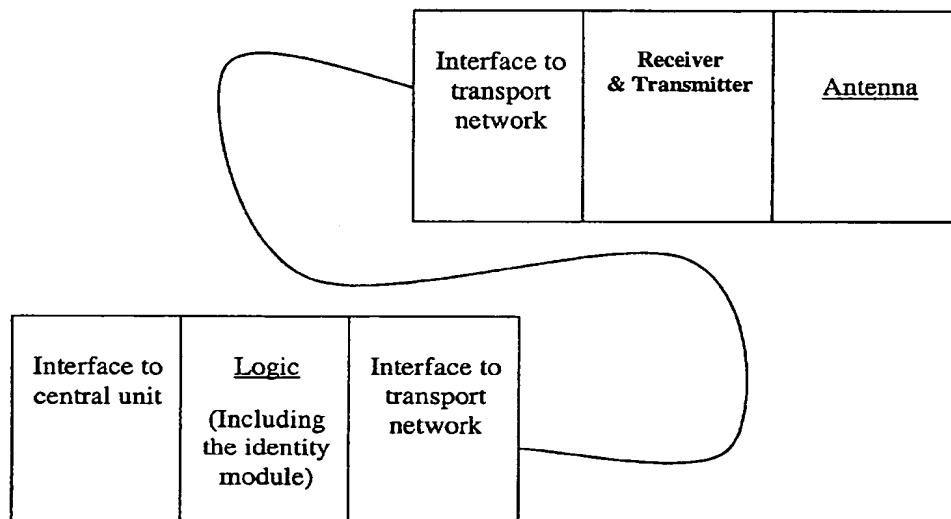 Interface to
transport
network
Receiver
& Transmitter
Antenna
Interface to
central unit
Logic
(Including
the identity
module)
Interface to
transport
network